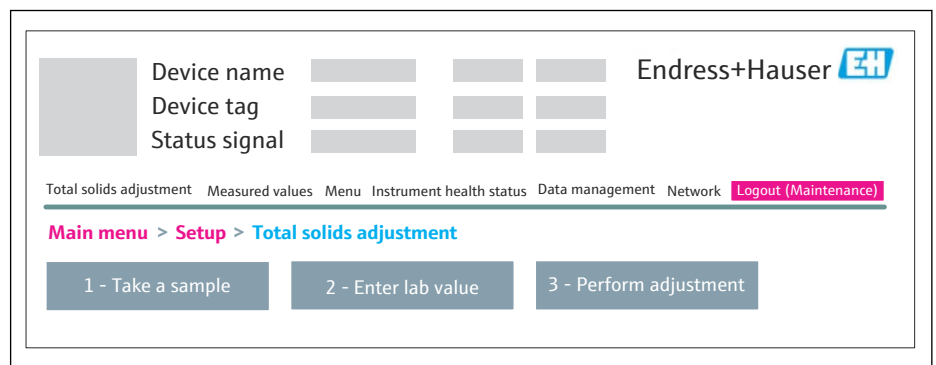 Device name
Endress+Hauser EH
Device tag
Status signal
Total solids adjustment Measured values Menu Instrument health status Data management Network Logout (Maintenance)
Main menu > Setup > Total solids adjustment
1 - Take a sample 2 - Enter lab value 3 - Perform adjustment